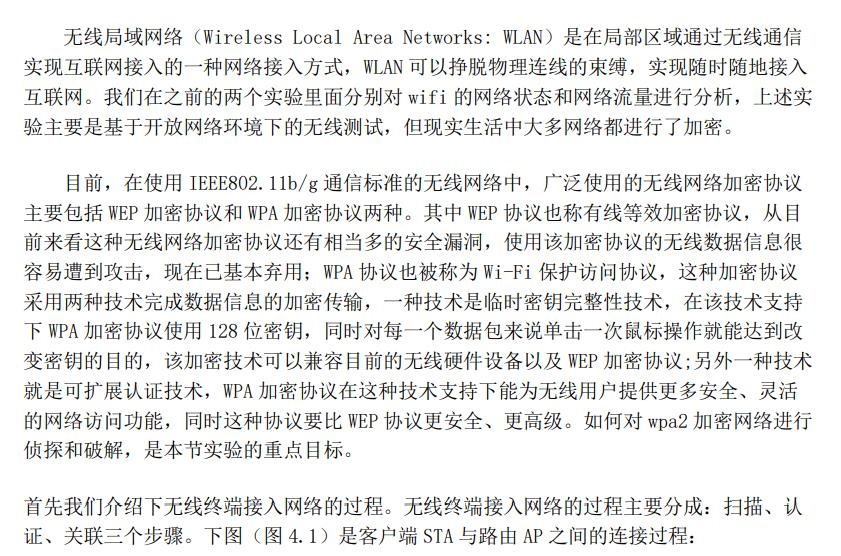 无线局域网络（Wireless Local Area Networks: WLAN）是在局部区域通过无线通信
实现互联网接入的一种网络接入方式，WLAN 可以挣脱物理连线的束缚，实现随时随地接入
互联网。我们在之前的两个实验里面分别对 wifi 的网络状态和网络流量进行分析，上述实
验主要是基于开放网络环境下的无线测试，但现实生活中大多网络都进行了加密。
目前，在使用 IEEE802.11b/g 通信标准的无线网络中，广泛使用的无线网络加密协议
主要包括 WEP 加密协议和 WPA 加密协议两种。其中 WEP 协议也称有线等效加密协议，从目
前来看这种无线网络加密协议还有相当多的安全漏洞，使用该加密协议的无线数据信息很
容易遭到攻击，现在已基本弃用；WPA 协议也被称为 Wi-Fi 保护访问协议，这种加密协议
采用两种技术完成数据信息的加密传输，一种技术是临时密钥完整性技术，在该技术支持
下 WPA 加密协议使用 128 位密钥，同时对每一个数据包来说单击一次鼠标操作就能达到改
变密钥的目的，该加密技术可以兼容目前的无线硬件设备以及 WEP 加密协议;另外一种技术
就是可扩展认证技术，WPA 加密协议在这种技术支持下能为无线用户提供更多安全、灵活
的网络访问功能，同时这种协议要比 WEP 协议更安全、更高级。如何对 wpa2 加密网络进行
侦探和破解，是本节实验的重点目标。
首先我们介绍下无线终端接入网络的过程。无线终端接入网络的过程主要分成：扫描、认
证、关联三个步骤。下图（图 4.1）是客户端 STA 与路由 AP 之间的连接过程：